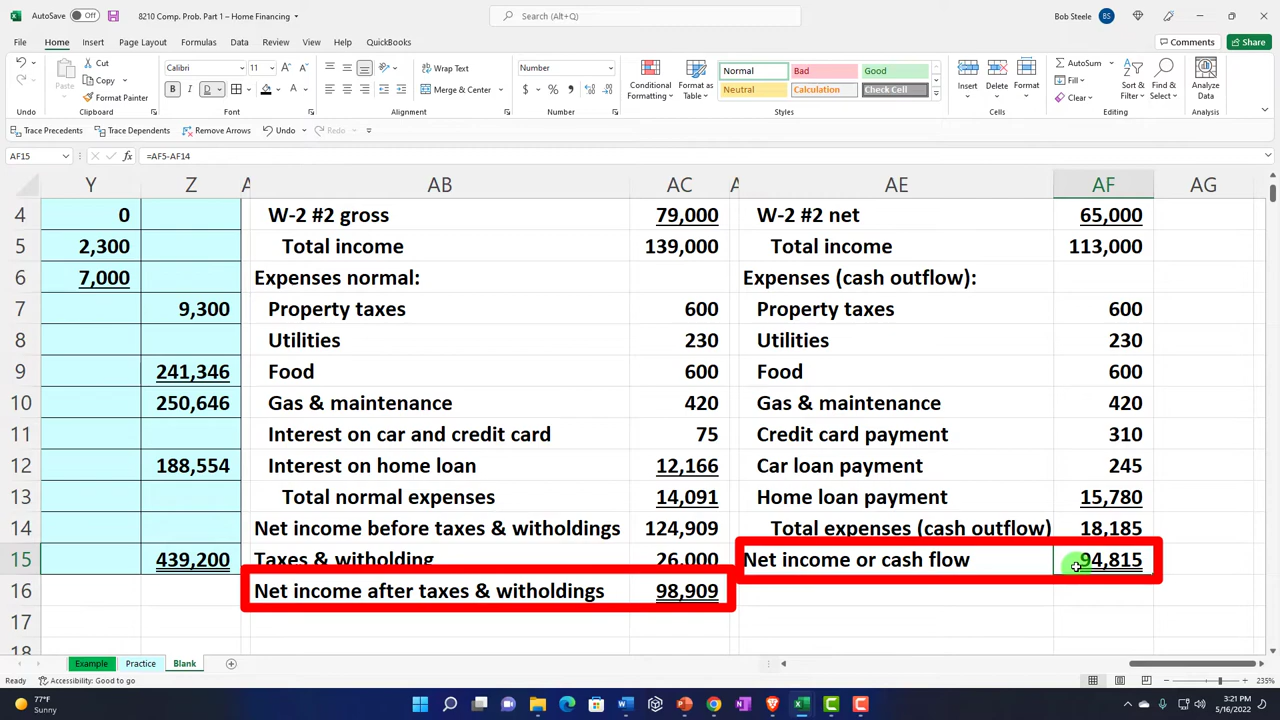 AutoSave Off 8210 Comp. Prob. Part 1 - Home Financing Search (Alt+Q) Bob Steele BS
File Home Insert Page Layout Formulas Data Review View Help QuickBooks Comments Share
Cut Calibri 11 Wrap Text Number Normal Bad Good AutoSum
Copy Fill
Paste Format Painter B I D Merge & Center $ % Conditional Formatting Format as Table Neutral Calculation Check Cell Insert Delete Format Clear Sort & Filter Find & Select Analyze Data
Undo Clipboard Font Alignment Number Styles Cells Editing Analysis
Trace Precedents Trace Dependents Remove Arrows Undo Redo
AF15 fx =AF5-AF14
Y Z A AB AC A AE AF AG
4 0 W-2 #2 gross 79,000 W-2 #2 net 65,000
5 2,300 Total income 139,000 Total income 113,000
6 7,000 Expenses normal: Expenses (cash outflow):
7 9,300 Property taxes 600 Property taxes 600
8 Utilities 230 Utilities 230
9 241,346 Food 600 Food 600
10 250,646 Gas & maintenance 420 Gas & maintenance 420
11 Interest on car and credit card 75 Credit card payment 310
12 188,554 Interest on home loan 12,166 Car loan payment 245
13 Total normal expenses 14,091 Home loan payment 15,780
14 Net income before taxes & witholdings 124,909 Total expenses (cash outflow) 18,185
15 439,200 Taxes & witholding 26,000 Net income or cash flow 94,815
16 Net income after taxes & witholdings 98,909
17
18
Example Practice Blank
Accessibility: Good to go 235%
77°F
Sunny
3:21 PM
5/16/2022